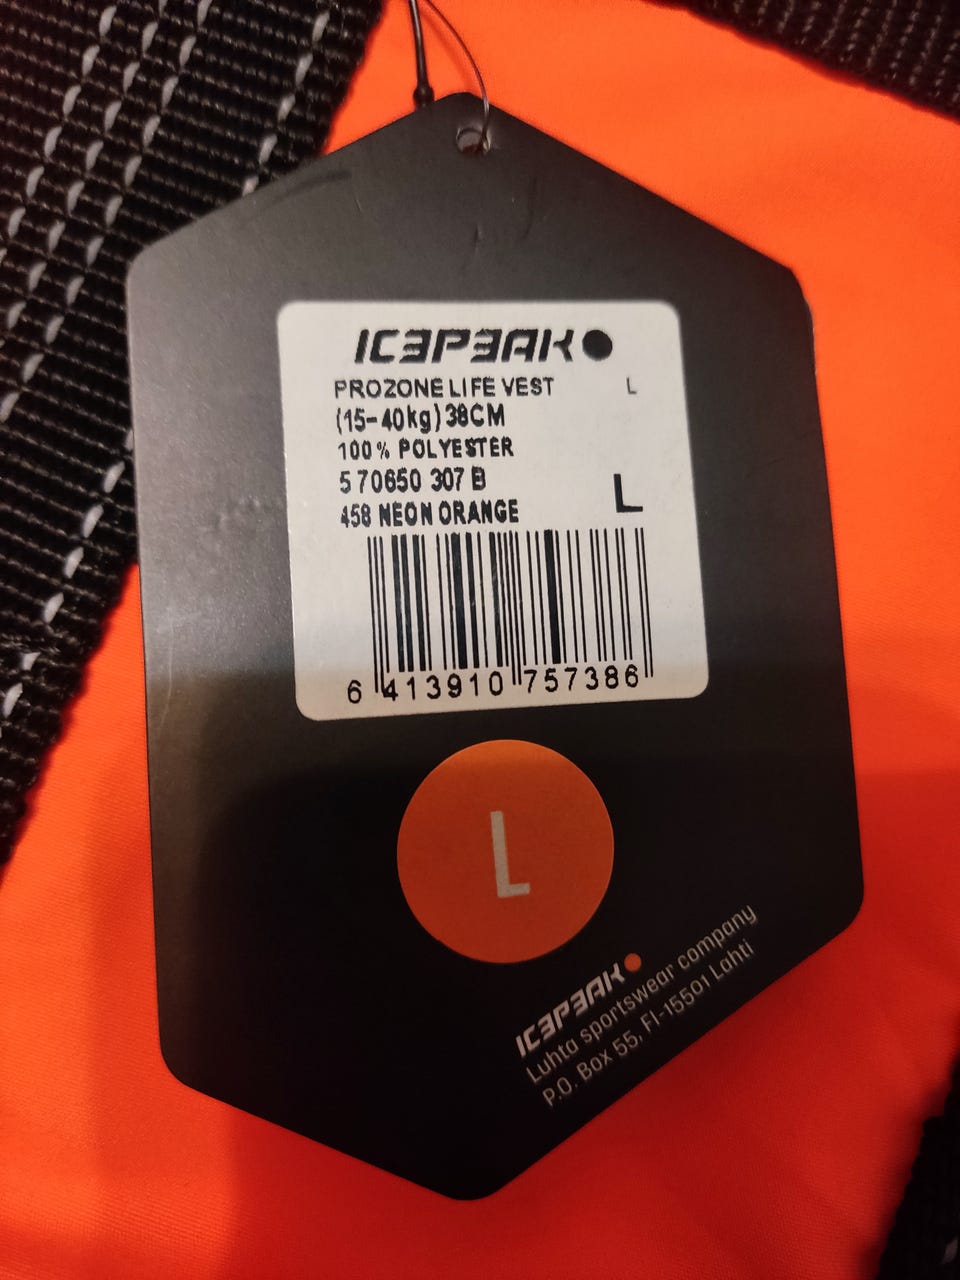 ICEPEAK
PROZONE LIFE VEST L
(15-40kg) 38CM
100% POLYESTER
5 70650 307 B
L
458 NEON ORANGE
6 413910 757386
L
ICEPEAK
Luhta sportswear company
P.O. Box 55, FI-15501 Lahti